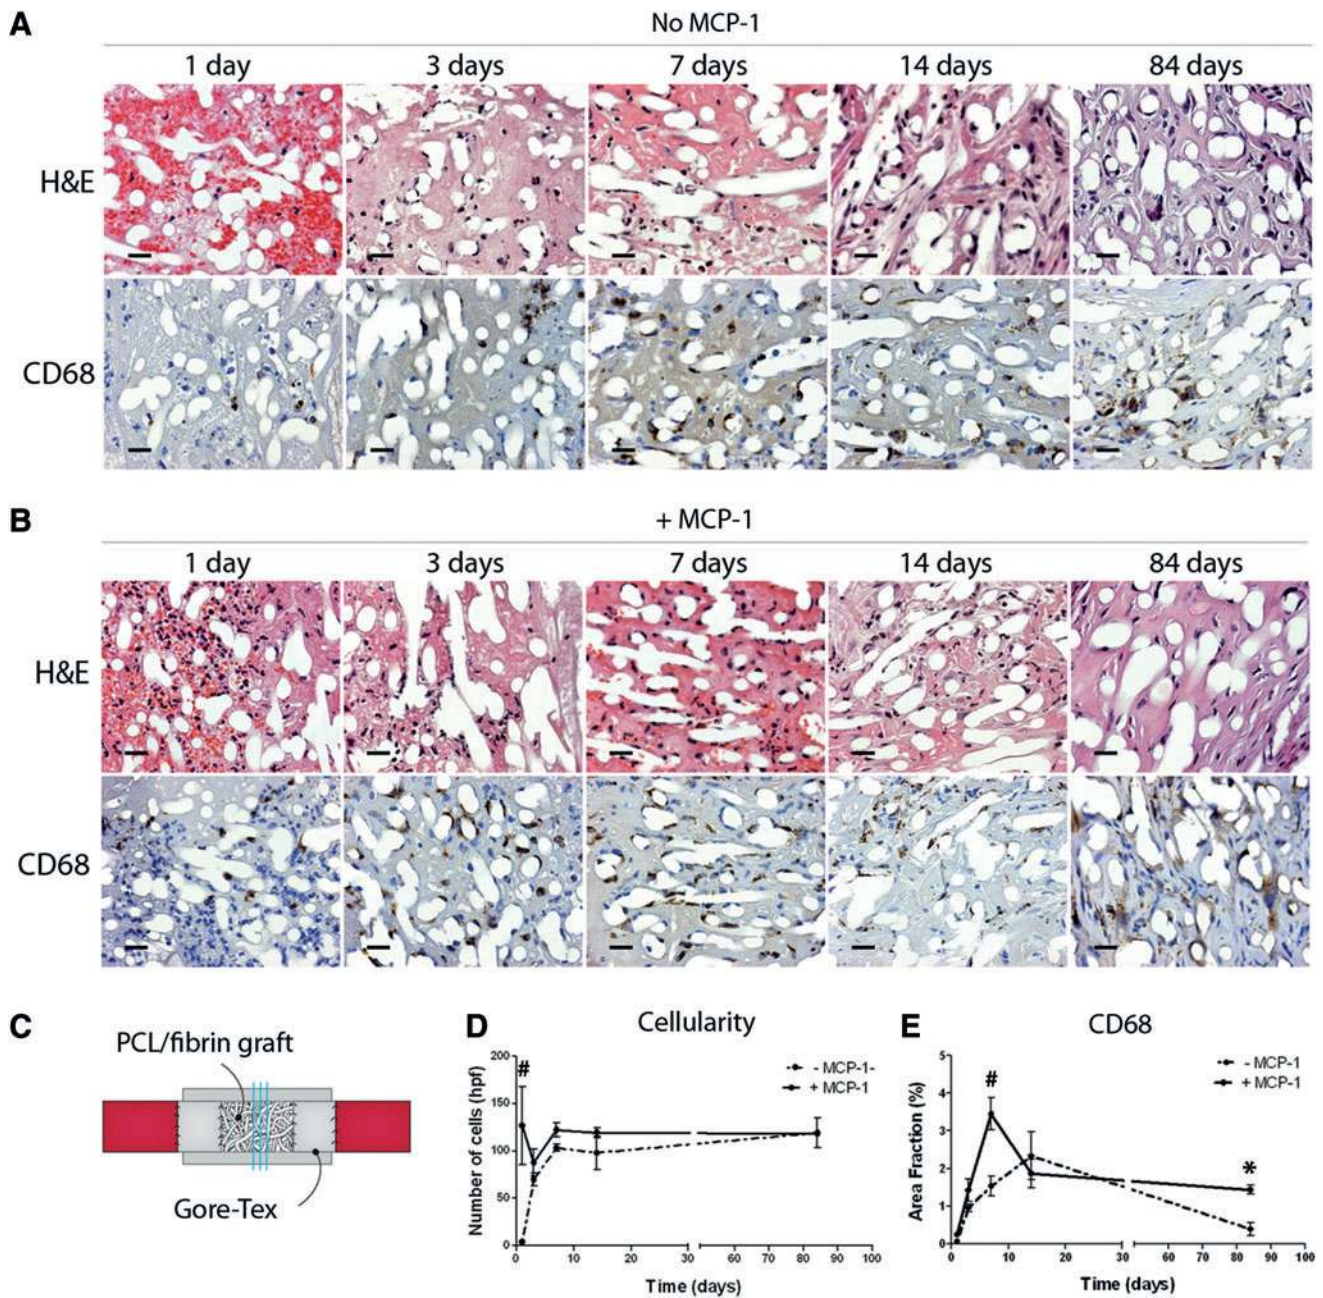 A
No MCP-1
1 day 3 days 7 days 14 days 84 days
H&E
CD68
B
+ MCP-1
1 day 3 days 7 days 14 days 84 days
H&E
CD68
C
PCL/fibrin graft
Gore-Tex
D
Cellularity
Number of cells (hpf)
200
150
100
50
0
#
- MCP-1-
+ MCP-1
0 10 20 30 60 70 80 90 100
Time (days)
E
CD68
Area Fraction (%)
5
4
3
2
1
0
#
*
- MCP-1
+ MCP-1
0 10 20 30 60 70 80 90 100
Time (days)